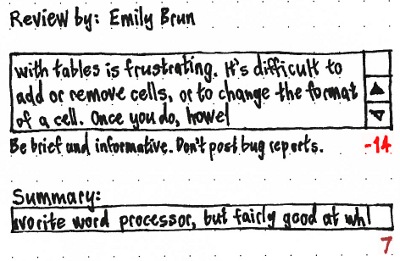 Review by: Emily Brun
with tables is frustrating. It's difficult to
add or remove cells, or to change the format
of a cell. Once you do, howel
Be brief and informative. Don't post bug reports. -14
Summary:
avorite word processor, but fairly good at wh
7